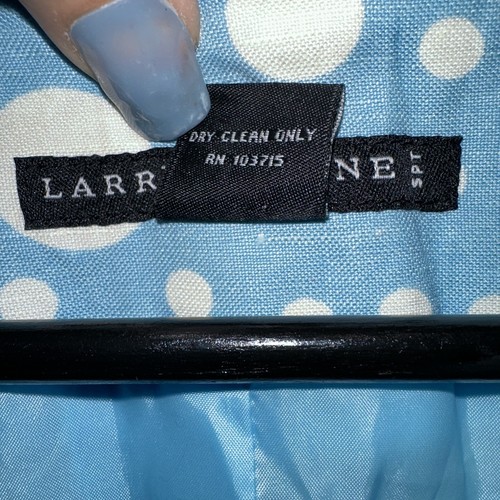 DRY CLEAN ONLY
RN 103715
LARR NE SPT